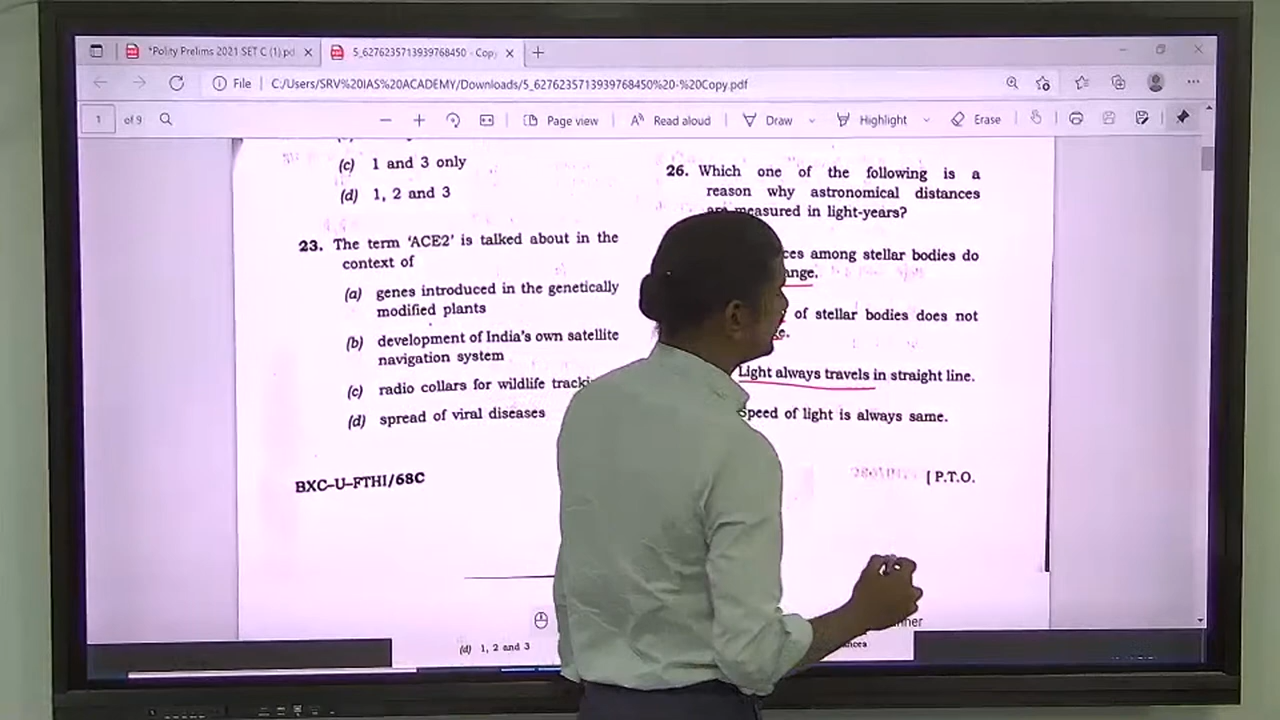 *Polity Prelims 2021 SET C (1).pd
5_6276235713939768450 - Copy
File
C:/Users/SRV%20IAS%20ACADEMY/Downloads/5_6276235713939768450%20-%20Copy.pdf
1 of 9
Page view
Read aloud
Draw
Highlight
Erase
(c) 1 and 3 only
(d) 1, 2 and 3
23. The term 'ACE2' is talked about in the
context of
(a) genes introduced in the genetically
modified plants
(b) development of India's own satellite
navigation system
(c) radio collars for wildlife
(d) spread of viral diseases
BXC-U-FTHI/68C
26. Which one of the following is a
reason why astronomical distances
measured in light-years?
among stellar bodies do
of stellar bodies does not
Light always travels in straight line.
Speed of light is always same.
[ P.T.O.
(d) 1, 2 and 3